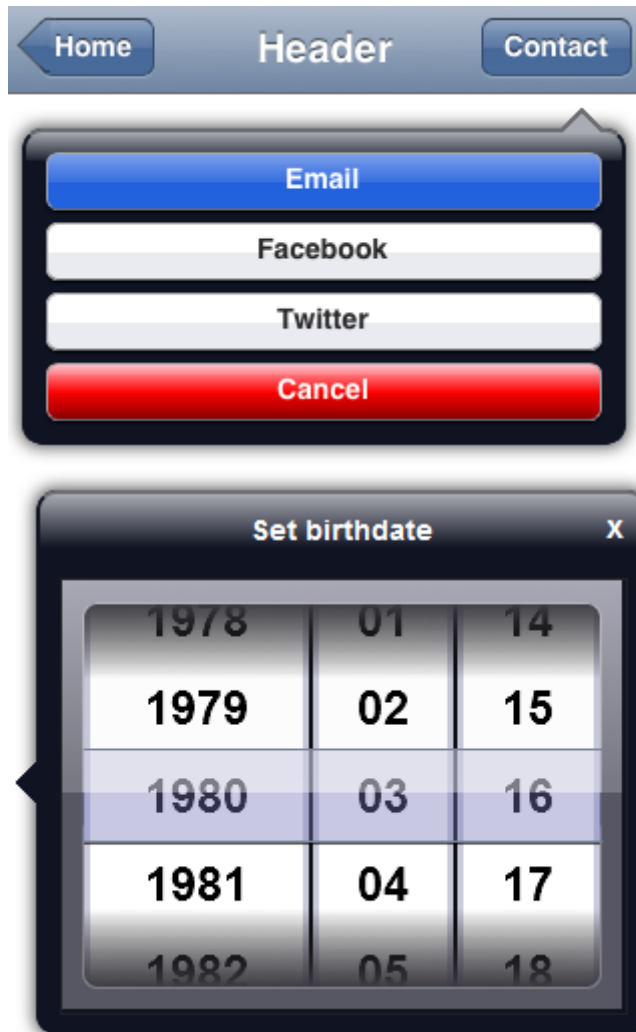 Home Header Contact
Email
Facebook
Twitter
Cancel
Set birthdate X
1978 01 14
1979 02 15
1980 03 16
1981 04 17
1982 05 18